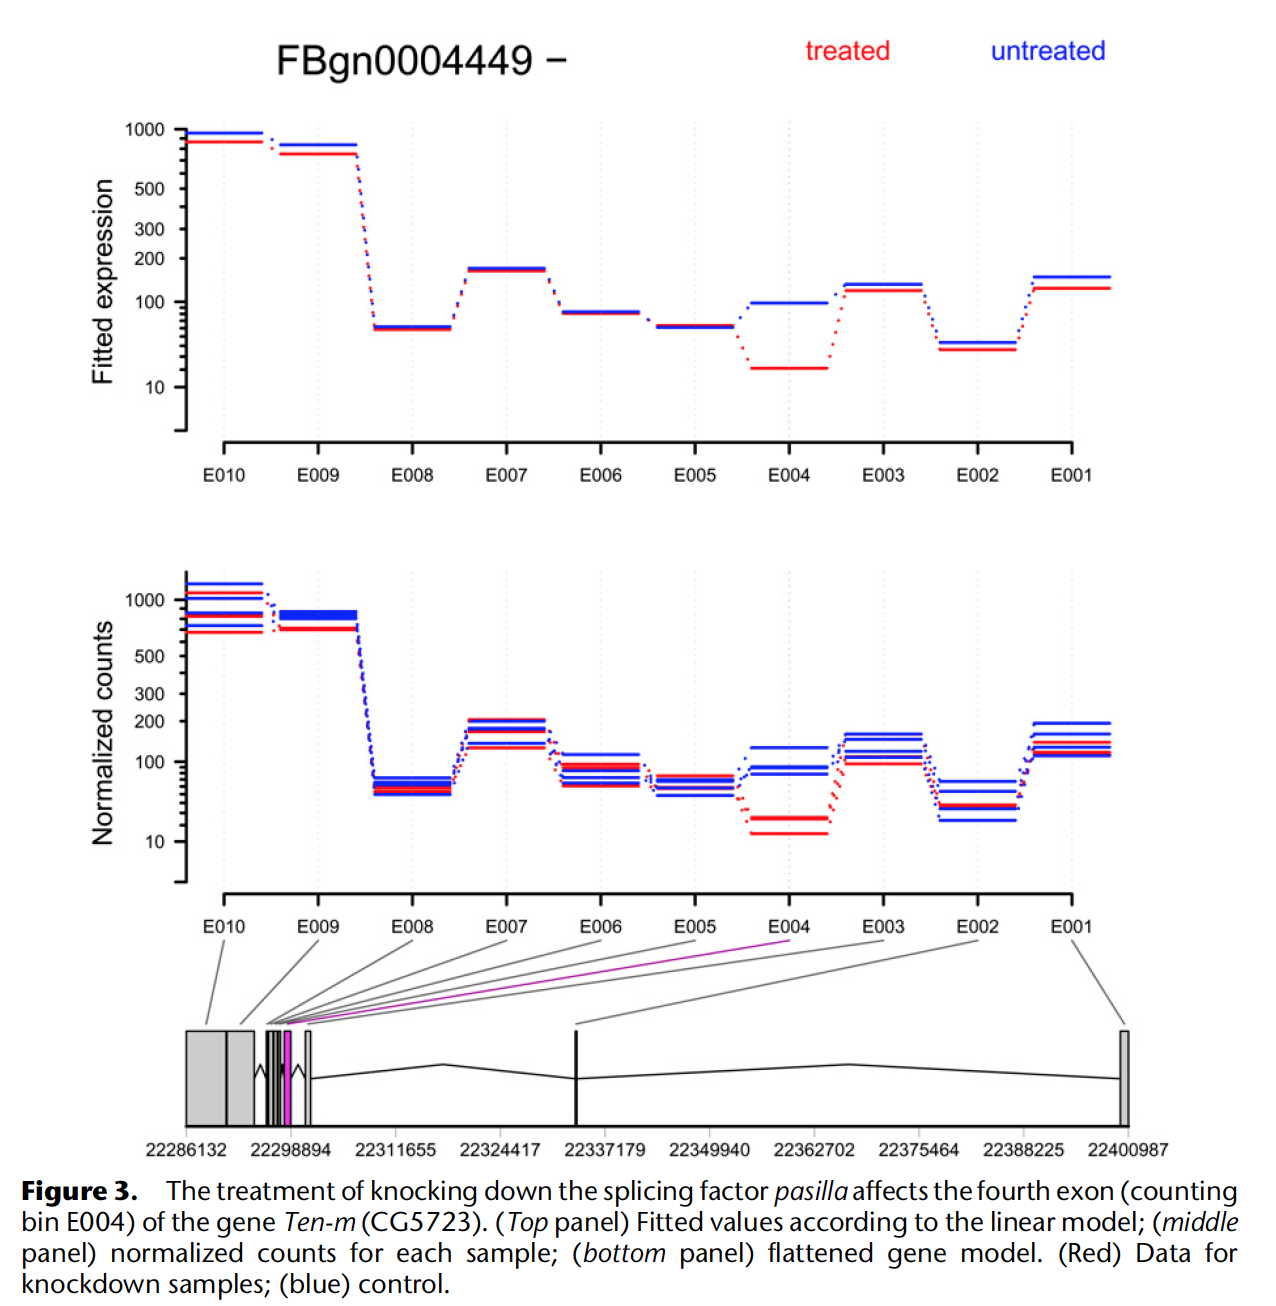 FBgn0004449 −
treated
untreated
Fitted expression
1000
500
300
200
100
10
E010 E009 E008 E007 E006 E005 E004 E003 E002 E001
Normalized counts
1000
500
300
200
100
10
E010 E009 E008 E007 E006 E005 E004 E003 E002 E001
22286132 22298894 22311655 22324417 22337179 22349940 22362702 22375464 22388225 22400987
Figure 3. The treatment of knocking down the splicing factor pasilla affects the fourth exon (counting
bin E004) of the gene Ten-m (CG5723). (Top panel) Fitted values according to the linear model; (middle
panel) normalized counts for each sample; (bottom panel) flattened gene model. (Red) Data for
knockdown samples; (blue) control.